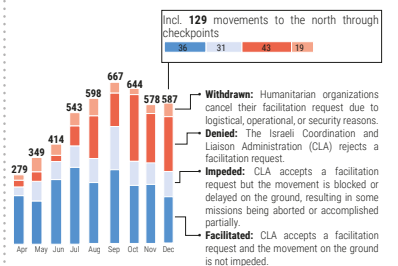 Incl. 129 movements to the north through
checkpoints
36 31 43 19
667
644
598
578 587
543
414
349
279
Apr May Jun Jul Aug Sep Oct Nov Dec
Withdrawn: Humanitarian organizations
cancel their facilitation request due to
logistical, operational, or security reasons.
Denied: The Israeli Coordination and
Liaison Administration (CLA) rejects a
facilitation request.
Impeded: CLA accepts a facilitation
request but the movement is blocked or
delayed on the ground, resulting in some
missions being aborted or accomplished
partially.
Facilitated: CLA accepts a facilitation
request and the movement on the ground
is not impeded.